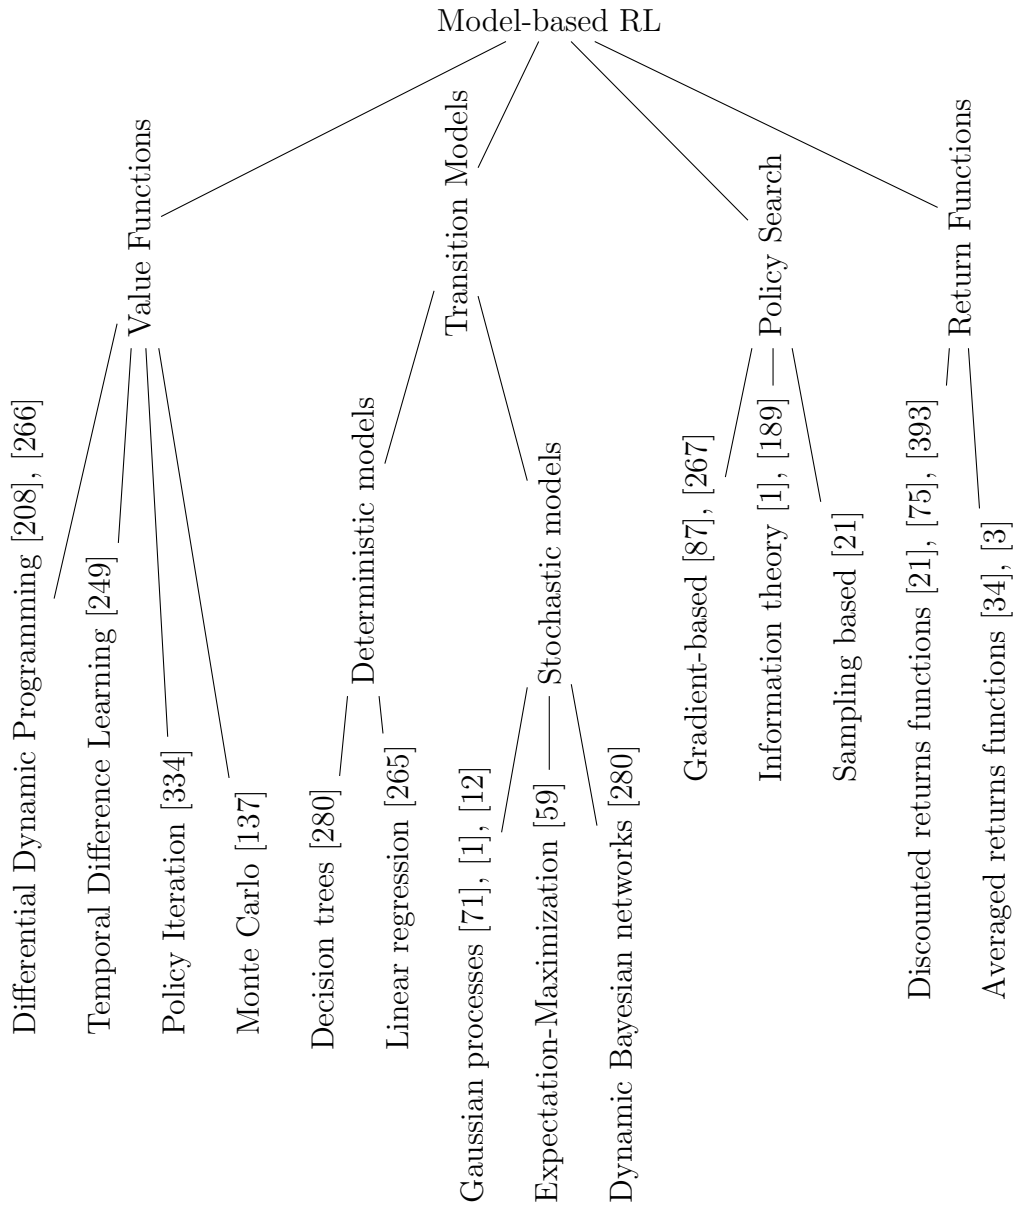 Model-based RL
Value Functions
Differential Dynamic Programming [208], [266]
Temporal Difference Learning [249]
Policy Iteration [334]
Monte Carlo [137]
Transition Models
Deterministic models
Decision trees [280]
Linear regression [265]
Stochastic models
Gaussian processes [71], [1], [12]
Expectation-Maximization [59]
Dynamic Bayesian networks [280]
Policy Search
Gradient-based [87], [267]
Information theory [1], [189]
Sampling based [21]
Return Functions
Discounted returns functions [21], [75], [393]
Averaged returns functions [34], [3]